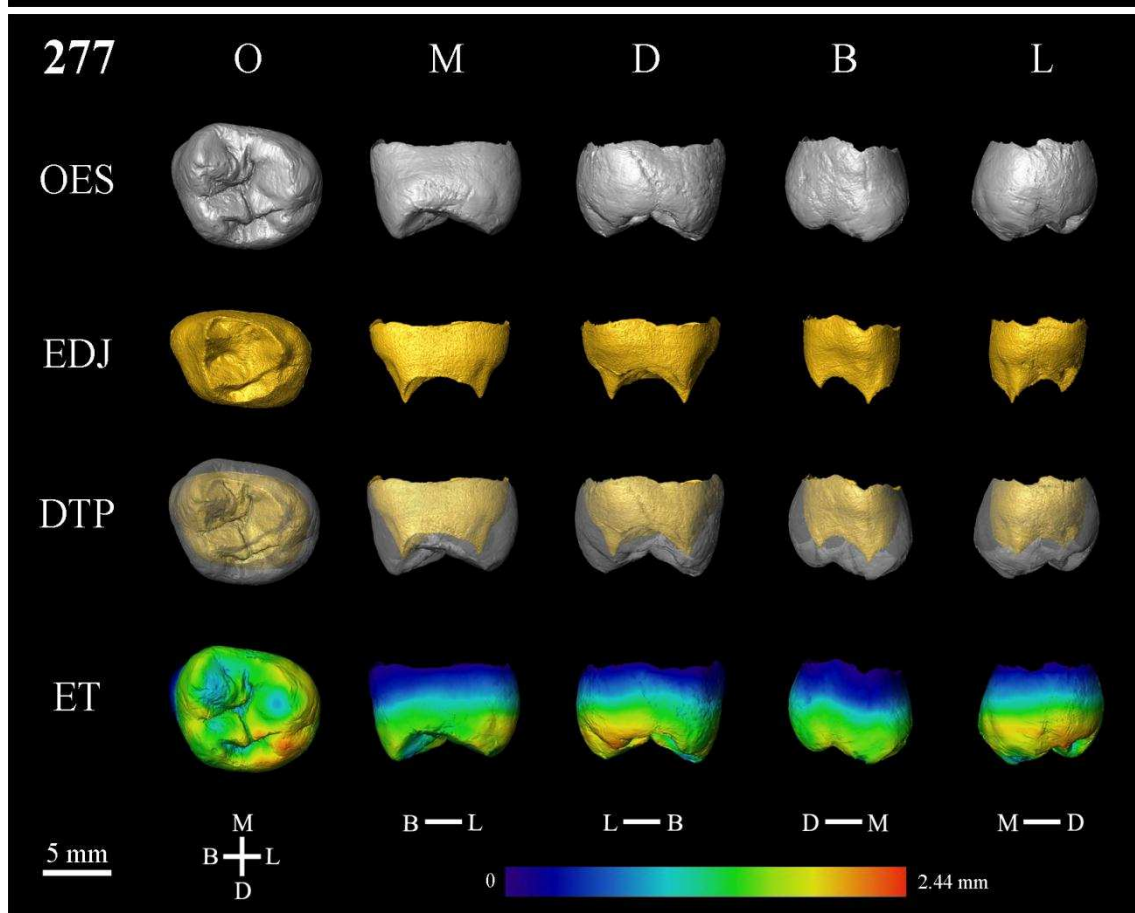 277 O M D B L
OES
EDJ
DTP
ET
M
B L
D
B L
L B
D M
M D
5 mm
0
2.44 mm